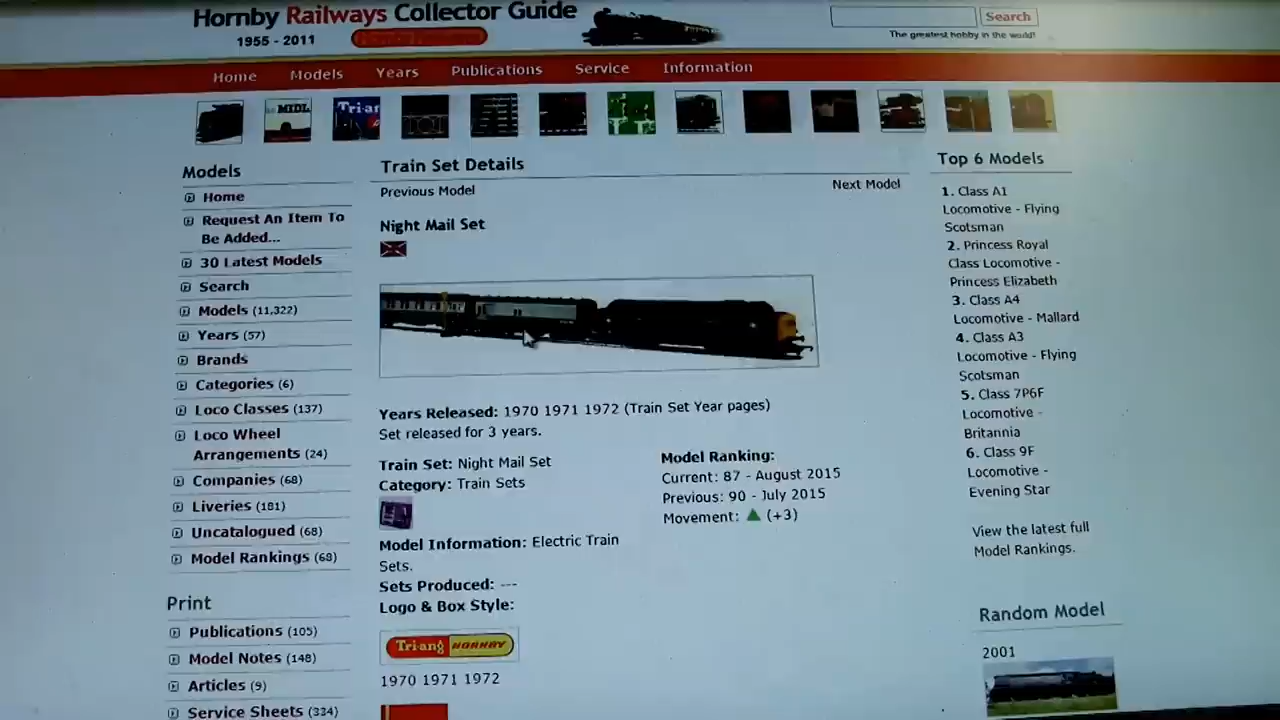 Hornby Railways Collector Guide
1955 - 2011
Search
The greatest hobby in the world!
Home
Models
Years
Publications
Service
Information
MIDL
Tri-ar
Models
Home
Request An Item To
Be Added...
30 Latest Models
Search
Models (11,322)
Years (57)
Brands
Categories (6)
Loco Classes (137)
Loco Wheel
Arrangements (24)
Companies (68)
Liveries (181)
Uncatalogued (68)
Model Rankings (68)
Print
Publications (105)
Model Notes (148)
Articles (9)
Service Sheets (334)
Train Set Details
Previous Model
Next Model
Night Mail Set
Years Released: 1970 1971 1972 (Train Set Year pages)
Set released for 3 years.
Train Set: Night Mail Set
Category: Train Sets
Model Information: Electric Train
Sets.
Sets Produced: ---
Logo & Box Style:
Tri-ang HORNBY
1970 1971 1972
Model Ranking:
Current: 87 - August 2015
Previous: 90 - July 2015
Movement: (+3)
Top 6 Models
1. Class A1
Locomotive - Flying
Scotsman
2. Princess Royal
Class Locomotive -
Princess Elizabeth
3. Class A4
Locomotive - Mallard
4. Class A3
Locomotive - Flying
Scotsman
5. Class 7P6F
Locomotive -
Britannia
6. Class 9F
Locomotive -
Evening Star
View the latest full
Model Rankings.
Random Model
2001